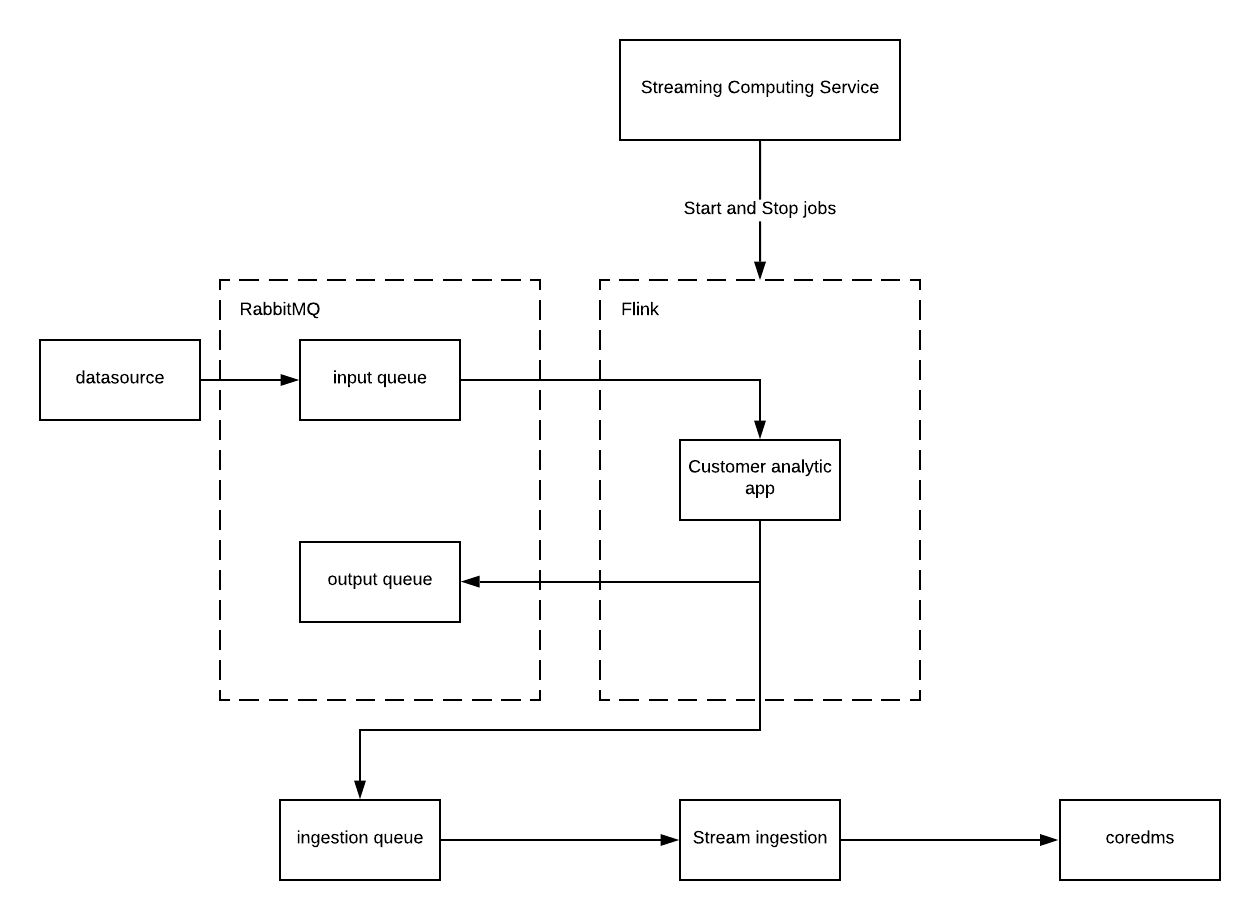 Streaming Computing Service
Start and Stop jobs
RabbitMQ
Flink
datasource
input queue
Customer analytic
app
output queue
ingestion queue
Stream ingestion
coredms